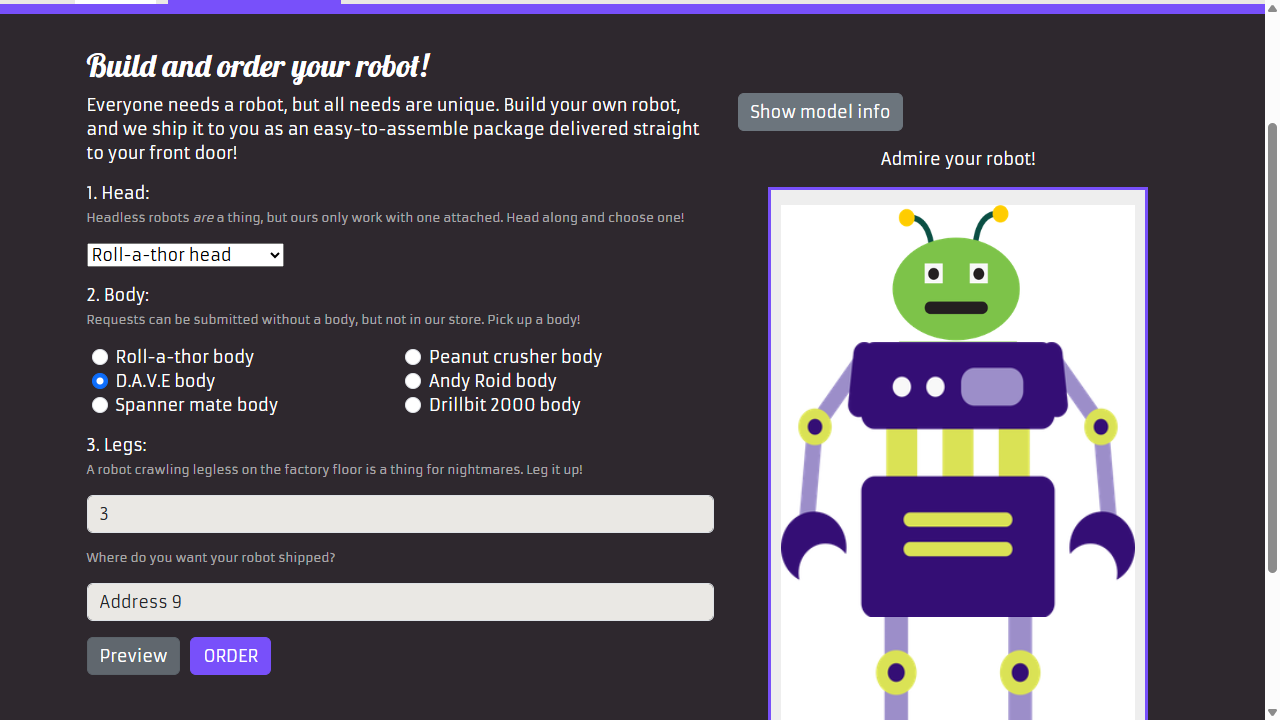 Build and order your robot!
Everyone needs a robot, but all needs are unique. Build your own robot,
and we ship it to you as an easy-to-assemble package delivered straight
to your front door!
1. Head:
Headless robots are a thing, but ours only work with one attached. Head along and choose one!
Roll-a-thor head
2. Body:
Requests can be submitted without a body, but not in our store. Pick up a body!
Roll-a-thor body
Peanut crusher body
D.A.V.E body
Andy Roid body
Spanner mate body
Drillbit 2000 body
3. Legs:
A robot crawling legless on the factory floor is a thing for nightmares. Leg it up!
3
Where do you want your robot shipped?
Address 9
Preview
ORDER
Show model info
Admire your robot!